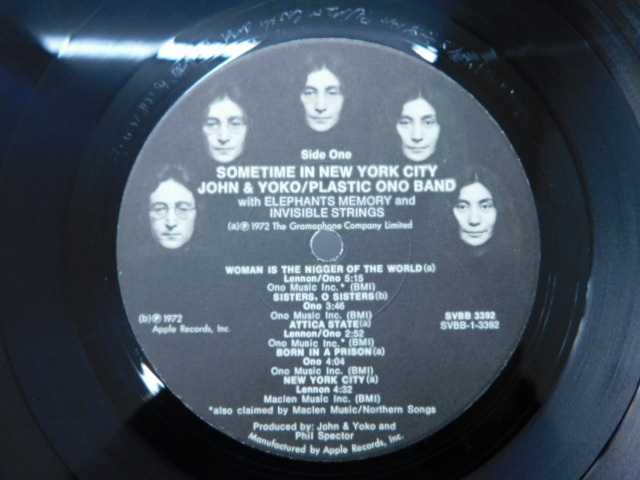 Side One
SOMETIME IN NEW YORK CITY
JOHN & YOKO/PLASTIC ONO BAND
with ELEPHANTS MEMORY and
INVISIBLE STRINGS
(a)Ⓟ 1972 The Gramophone Company Limited
WOMAN IS THE NIGGER OF THE WORLD(a)
Lennon/Ono 5:15
Ono Music Inc.* (BMI)
SISTERS, O SISTERS(b)
Ono 3:46
Ono Music Inc. (BMI)
ATTICA STATE(a)
Lennon/Ono 2:52
Ono Music Inc.* (BMI)
BORN IN A PRISON(a)
Ono 4:04
Ono Music Inc. (BMI)
NEW YORK CITY(a)
Lennon 4:32
Maclen Music Inc. (BMI)
*also claimed by Maclen Music/Northern Songs
(b)Ⓟ 1972
Apple Records, Inc.
SVBB 3392
SVBB-1-3392
Produced by: John & Yoko and
Phil Spector
Manufactured by Apple Records, Inc.